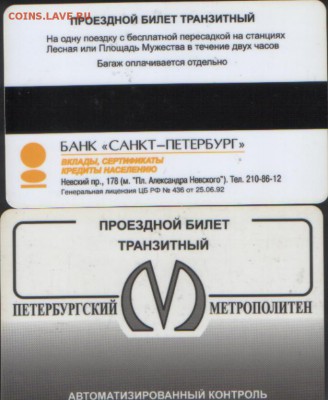 COINS.LAVE.RU
ПРОЕЗДНОЙ БИЛЕТ ТРАНЗИТНЫЙ
На одну поездку с бесплатной пересадкой на станциях
Лесная или Площадь Мужества в течение двух часов
Багаж оплачивается отдельно
БАНК «САНКТ–ПЕТЕРБУРГ»
ВКЛАДЫ, СЕРТИФИКАТЫ
КРЕДИТЫ НАСЕЛЕНИЮ
Невский пр., 178 (м. "Пл. Александра Невского"). Тел. 210-86-12
Генеральная лицензия ЦБ РФ № 436 от 25.06.92
ПРОЕЗДНОЙ БИЛЕТ
ТРАНЗИТНЫЙ
ПЕТЕРБУРГСКИЙ М МЕТРОПОЛИТЕН
АВТОМАТИЗИРОВАННЫЙ КОНТРОЛЬ